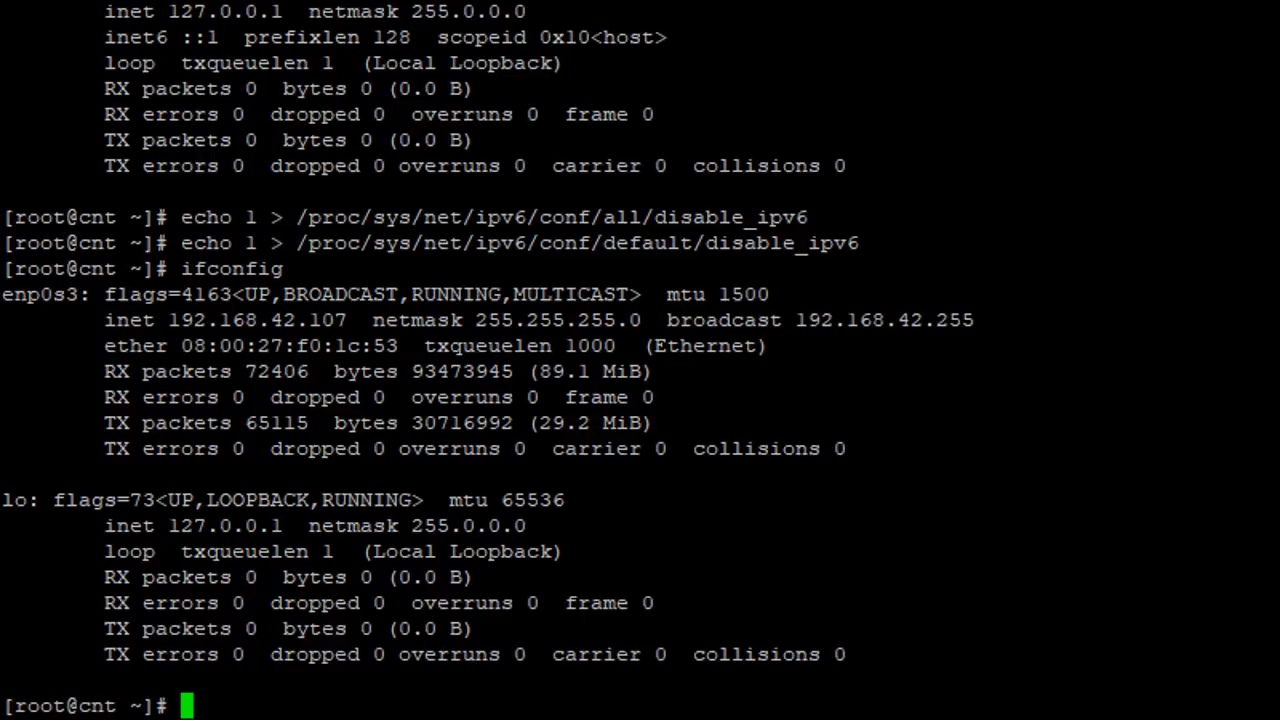 inet 127.0.0.1  netmask 255.0.0.0
inet6 ::1  prefixlen 128  scopeid 0x10<host>
loop  txqueuelen 1  (Local Loopback)
RX packets 0  bytes 0 (0.0 B)
RX errors 0  dropped 0  overruns 0  frame 0
TX packets 0  bytes 0 (0.0 B)
TX errors 0  dropped 0 overruns 0  carrier 0  collisions 0
[root@cnt ~]# echo 1 > /proc/sys/net/ipv6/conf/all/disable_ipv6
[root@cnt ~]# echo 1 > /proc/sys/net/ipv6/conf/default/disable_ipv6
[root@cnt ~]# ifconfig
enp0s3: flags=4163<UP,BROADCAST,RUNNING,MULTICAST>  mtu 1500
inet 192.168.42.107  netmask 255.255.255.0  broadcast 192.168.42.255
ether 08:00:27:f0:1c:53  txqueuelen 1000  (Ethernet)
RX packets 72406  bytes 93473945 (89.1 MiB)
RX errors 0  dropped 0  overruns 0  frame 0
TX packets 65115  bytes 30716992 (29.2 MiB)
TX errors 0  dropped 0 overruns 0  carrier 0  collisions 0
lo: flags=73<UP,LOOPBACK,RUNNING>  mtu 65536
inet 127.0.0.1  netmask 255.0.0.0
loop  txqueuelen 1  (Local Loopback)
RX packets 0  bytes 0 (0.0 B)
RX errors 0  dropped 0  overruns 0  frame 0
TX packets 0  bytes 0 (0.0 B)
TX errors 0  dropped 0 overruns 0  carrier 0  collisions 0
[root@cnt ~]#